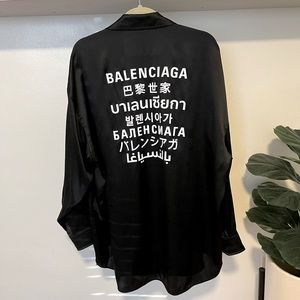 BALENCIAGA
巴黎世家
บาเลนเซียกา
발렌시아가
БАЛЕНСИАГА
バレンシアガ
بالنسياغا